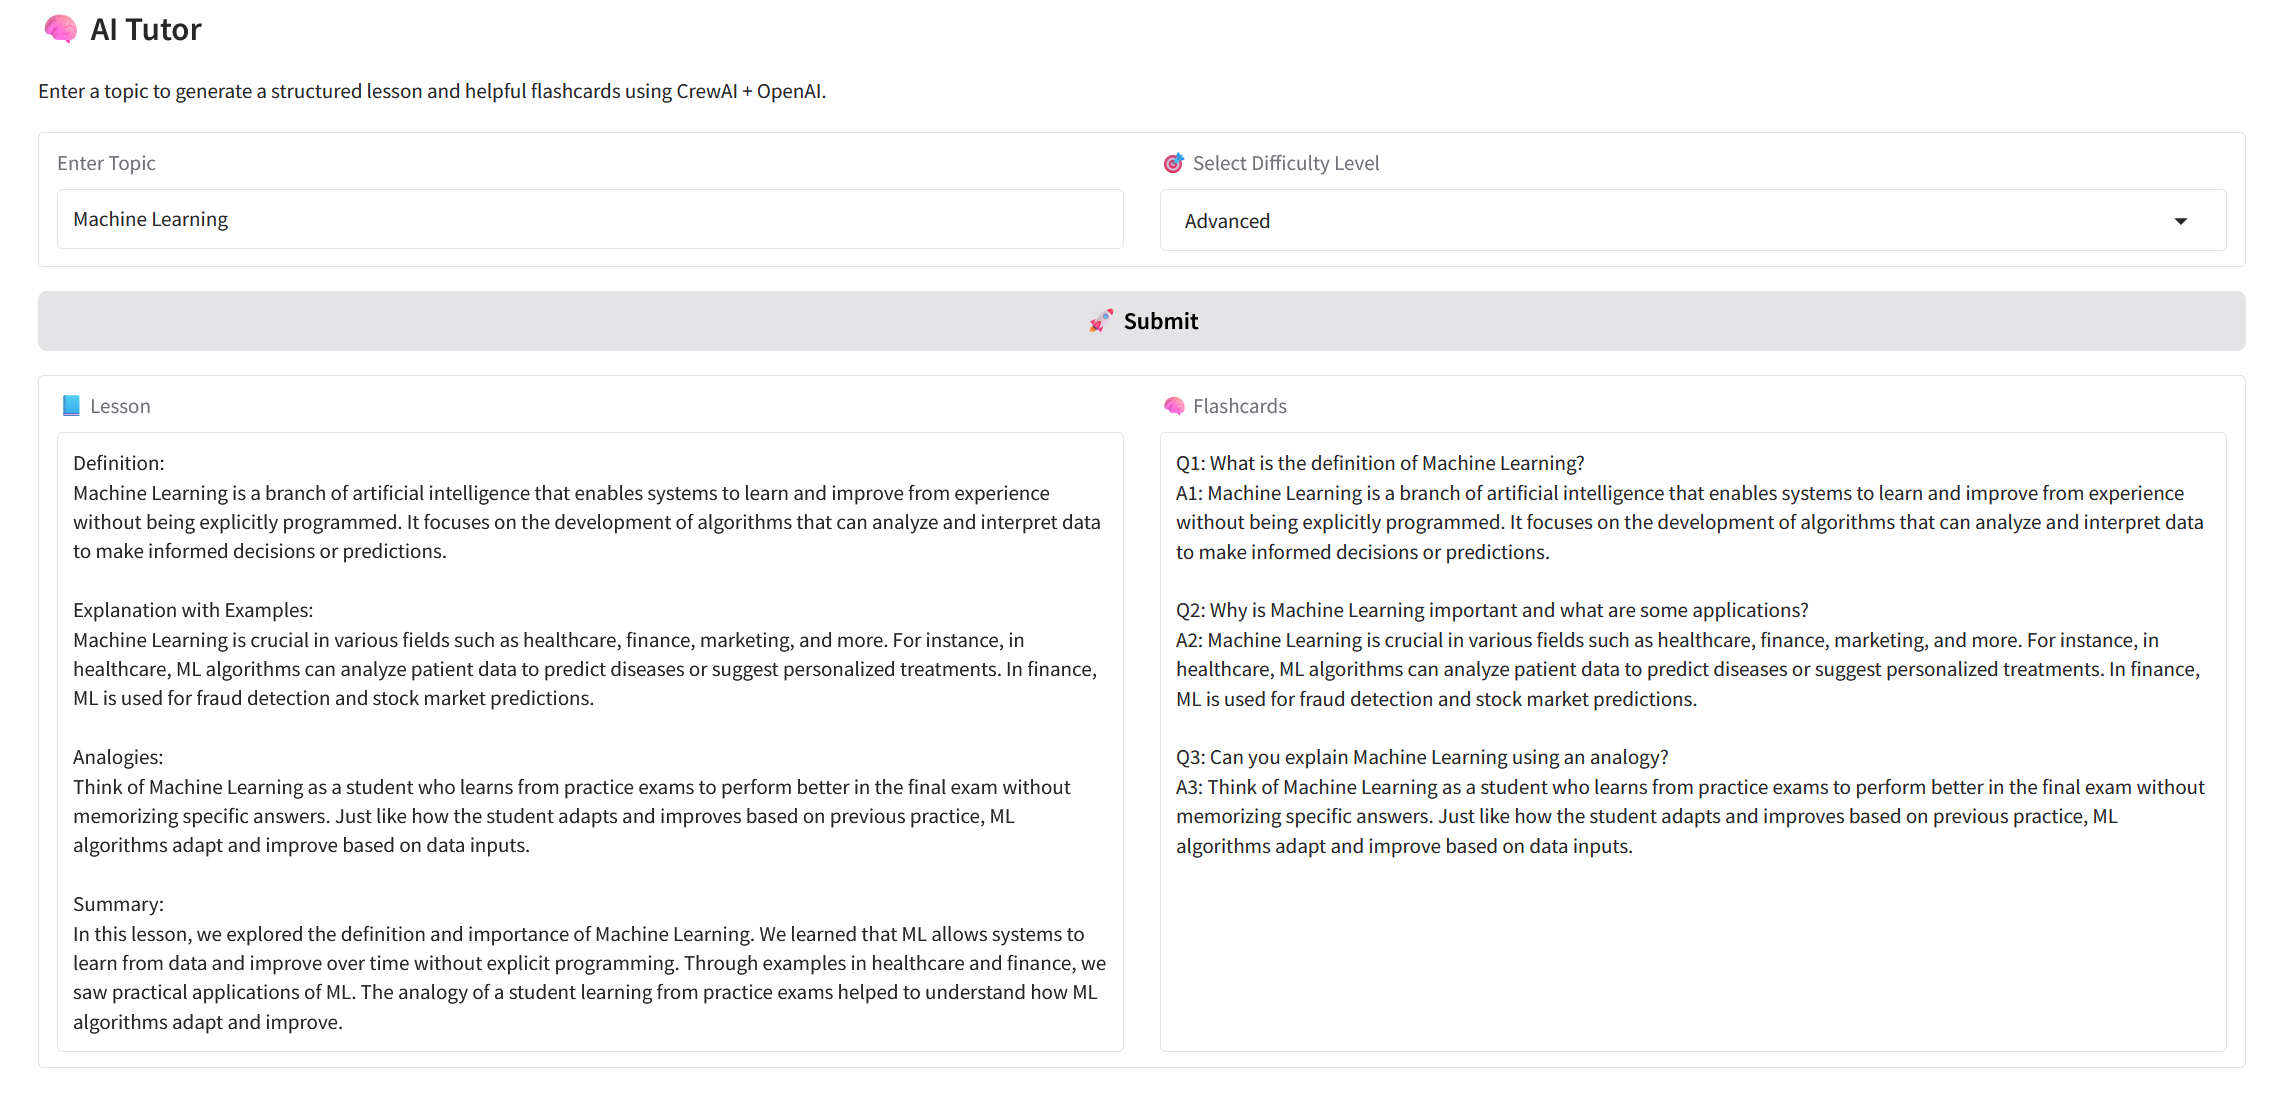 AI Tutor
Enter a topic to generate a structured lesson and helpful flashcards using CrewAI + OpenAI.
Enter Topic
Machine Learning
Select Difficulty Level
Advanced
Submit
Lesson
Definition:
Machine Learning is a branch of artificial intelligence that enables systems to learn and improve from experience
without being explicitly programmed. It focuses on the development of algorithms that can analyze and interpret data
to make informed decisions or predictions.
Explanation with Examples:
Machine Learning is crucial in various fields such as healthcare, finance, marketing, and more. For instance, in
healthcare, ML algorithms can analyze patient data to predict diseases or suggest personalized treatments. In finance,
ML is used for fraud detection and stock market predictions.
Analogies:
Think of Machine Learning as a student who learns from practice exams to perform better in the final exam without
memorizing specific answers. Just like how the student adapts and improves based on previous practice, ML
algorithms adapt and improve based on data inputs.
Summary:
In this lesson, we explored the definition and importance of Machine Learning. We learned that ML allows systems to
learn from data and improve over time without explicit programming. Through examples in healthcare and finance, we
saw practical applications of ML. The analogy of a student learning from practice exams helped to understand how ML
algorithms adapt and improve.
Flashcards
Q1: What is the definition of Machine Learning?
A1: Machine Learning is a branch of artificial intelligence that enables systems to learn and improve from experience
without being explicitly programmed. It focuses on the development of algorithms that can analyze and interpret data
to make informed decisions or predictions.
Q2: Why is Machine Learning important and what are some applications?
A2: Machine Learning is crucial in various fields such as healthcare, finance, marketing, and more. For instance, in
healthcare, ML algorithms can analyze patient data to predict diseases or suggest personalized treatments. In finance,
ML is used for fraud detection and stock market predictions.
Q3: Can you explain Machine Learning using an analogy?
A3: Think of Machine Learning as a student who learns from practice exams to perform better in the final exam without
memorizing specific answers. Just like how the student adapts and improves based on previous practice, ML
algorithms adapt and improve based on data inputs.